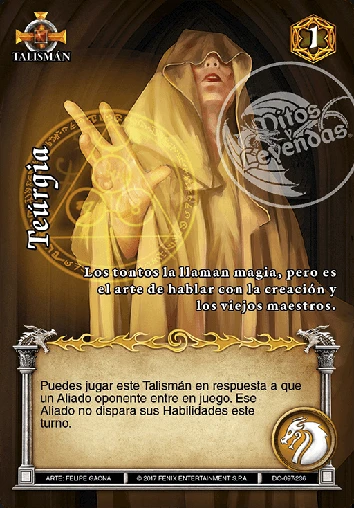 TALISMÁN
1
Mitos y
Leyendas
Teúrgia
Los tontos la llaman magia, pero es
el arte de hablar con la creación y
los viejos maestros.
Puedes jugar este Talismán en respuesta a que
un Aliado oponente entre en juego. Ese
Aliado no dispara sus Habilidades este
turno.
ARTE: FELIPE GAONA
© 2017 FENIX ENTERTAINMENT S.PA